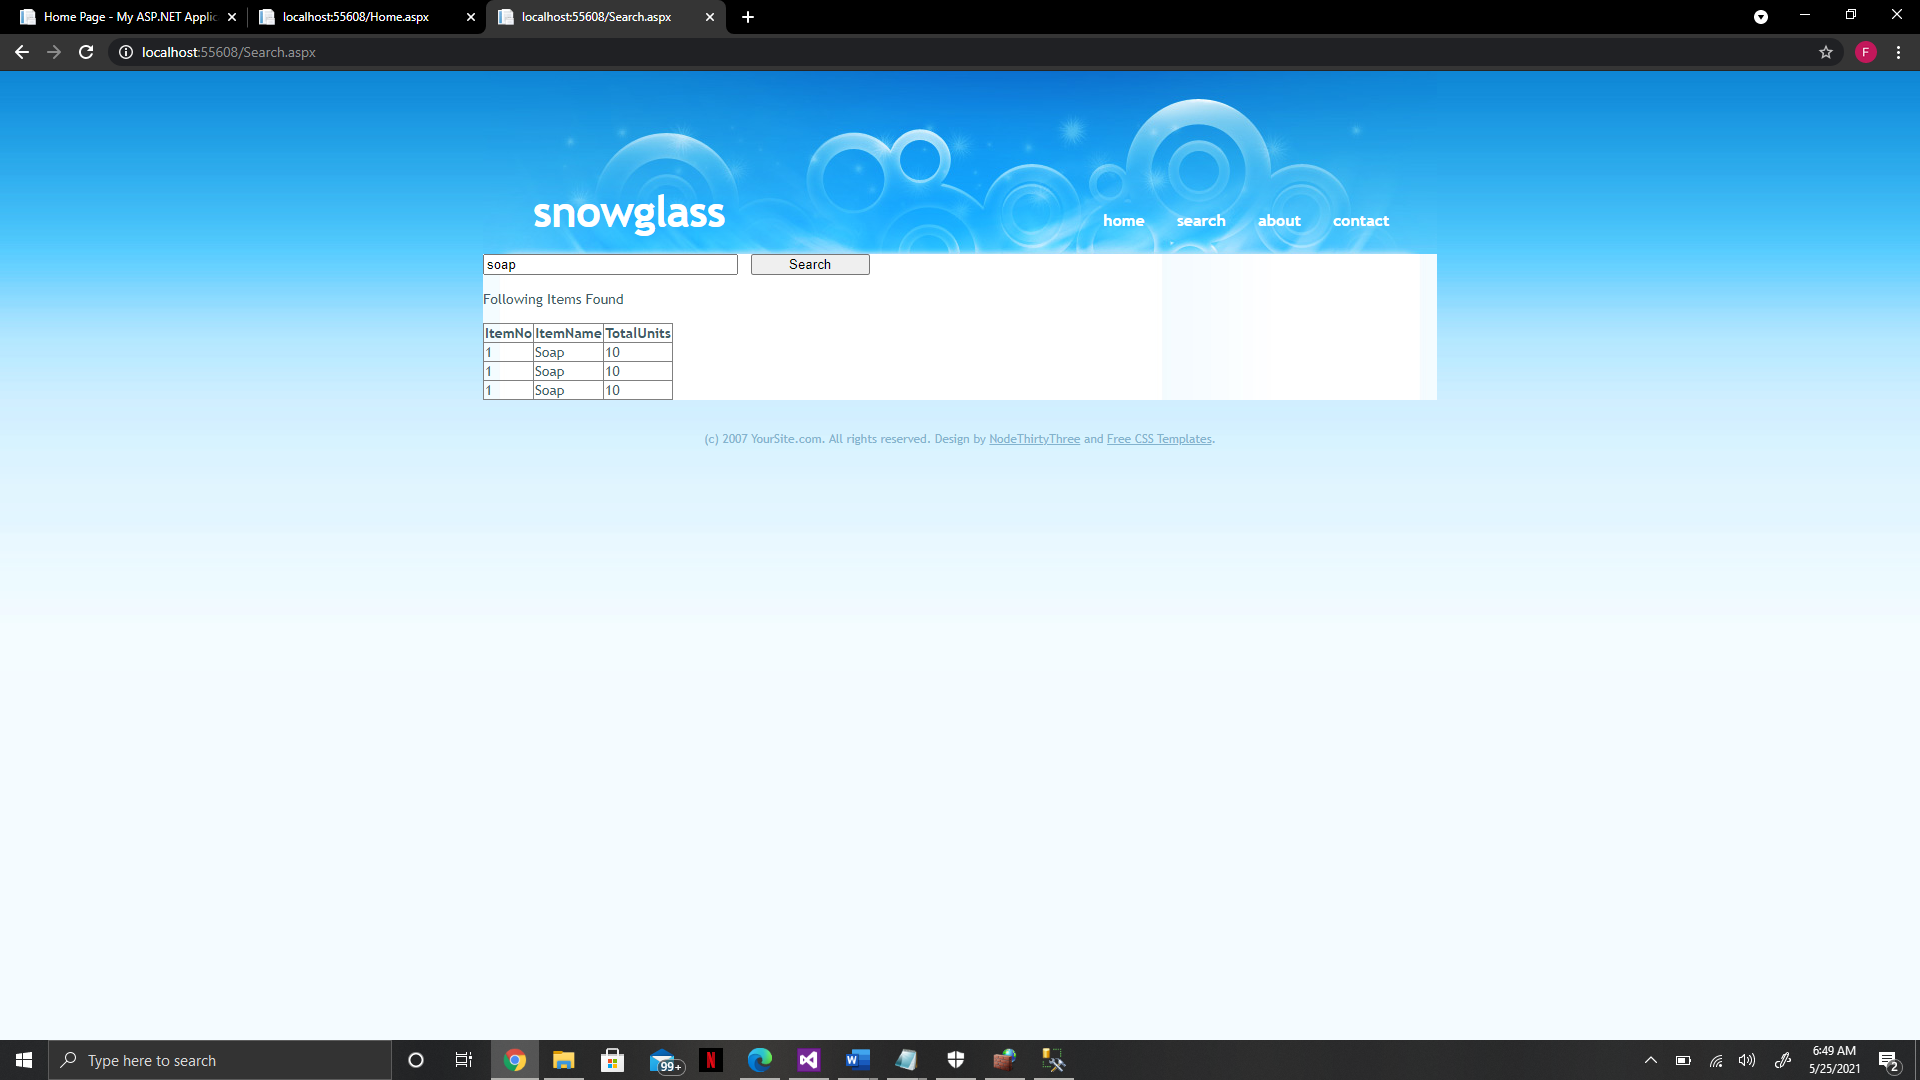 Home Page - My ASP.NET Applic
localhost:55608/Home.aspx
localhost:55608/Search.aspx
localhost:55608/Search.aspx
F
snowglass
home search about contact
soap Search
Following Items Found
ItemNo ItemName TotalUnits
1 Soap 10
1 Soap 10
1 Soap 10
(c) 2007 YourSite.com. All rights reserved. Design by NodeThirtyThree and Free CSS Templates.
Type here to search
99+
N
W
6:49 AM
5/25/2021
2